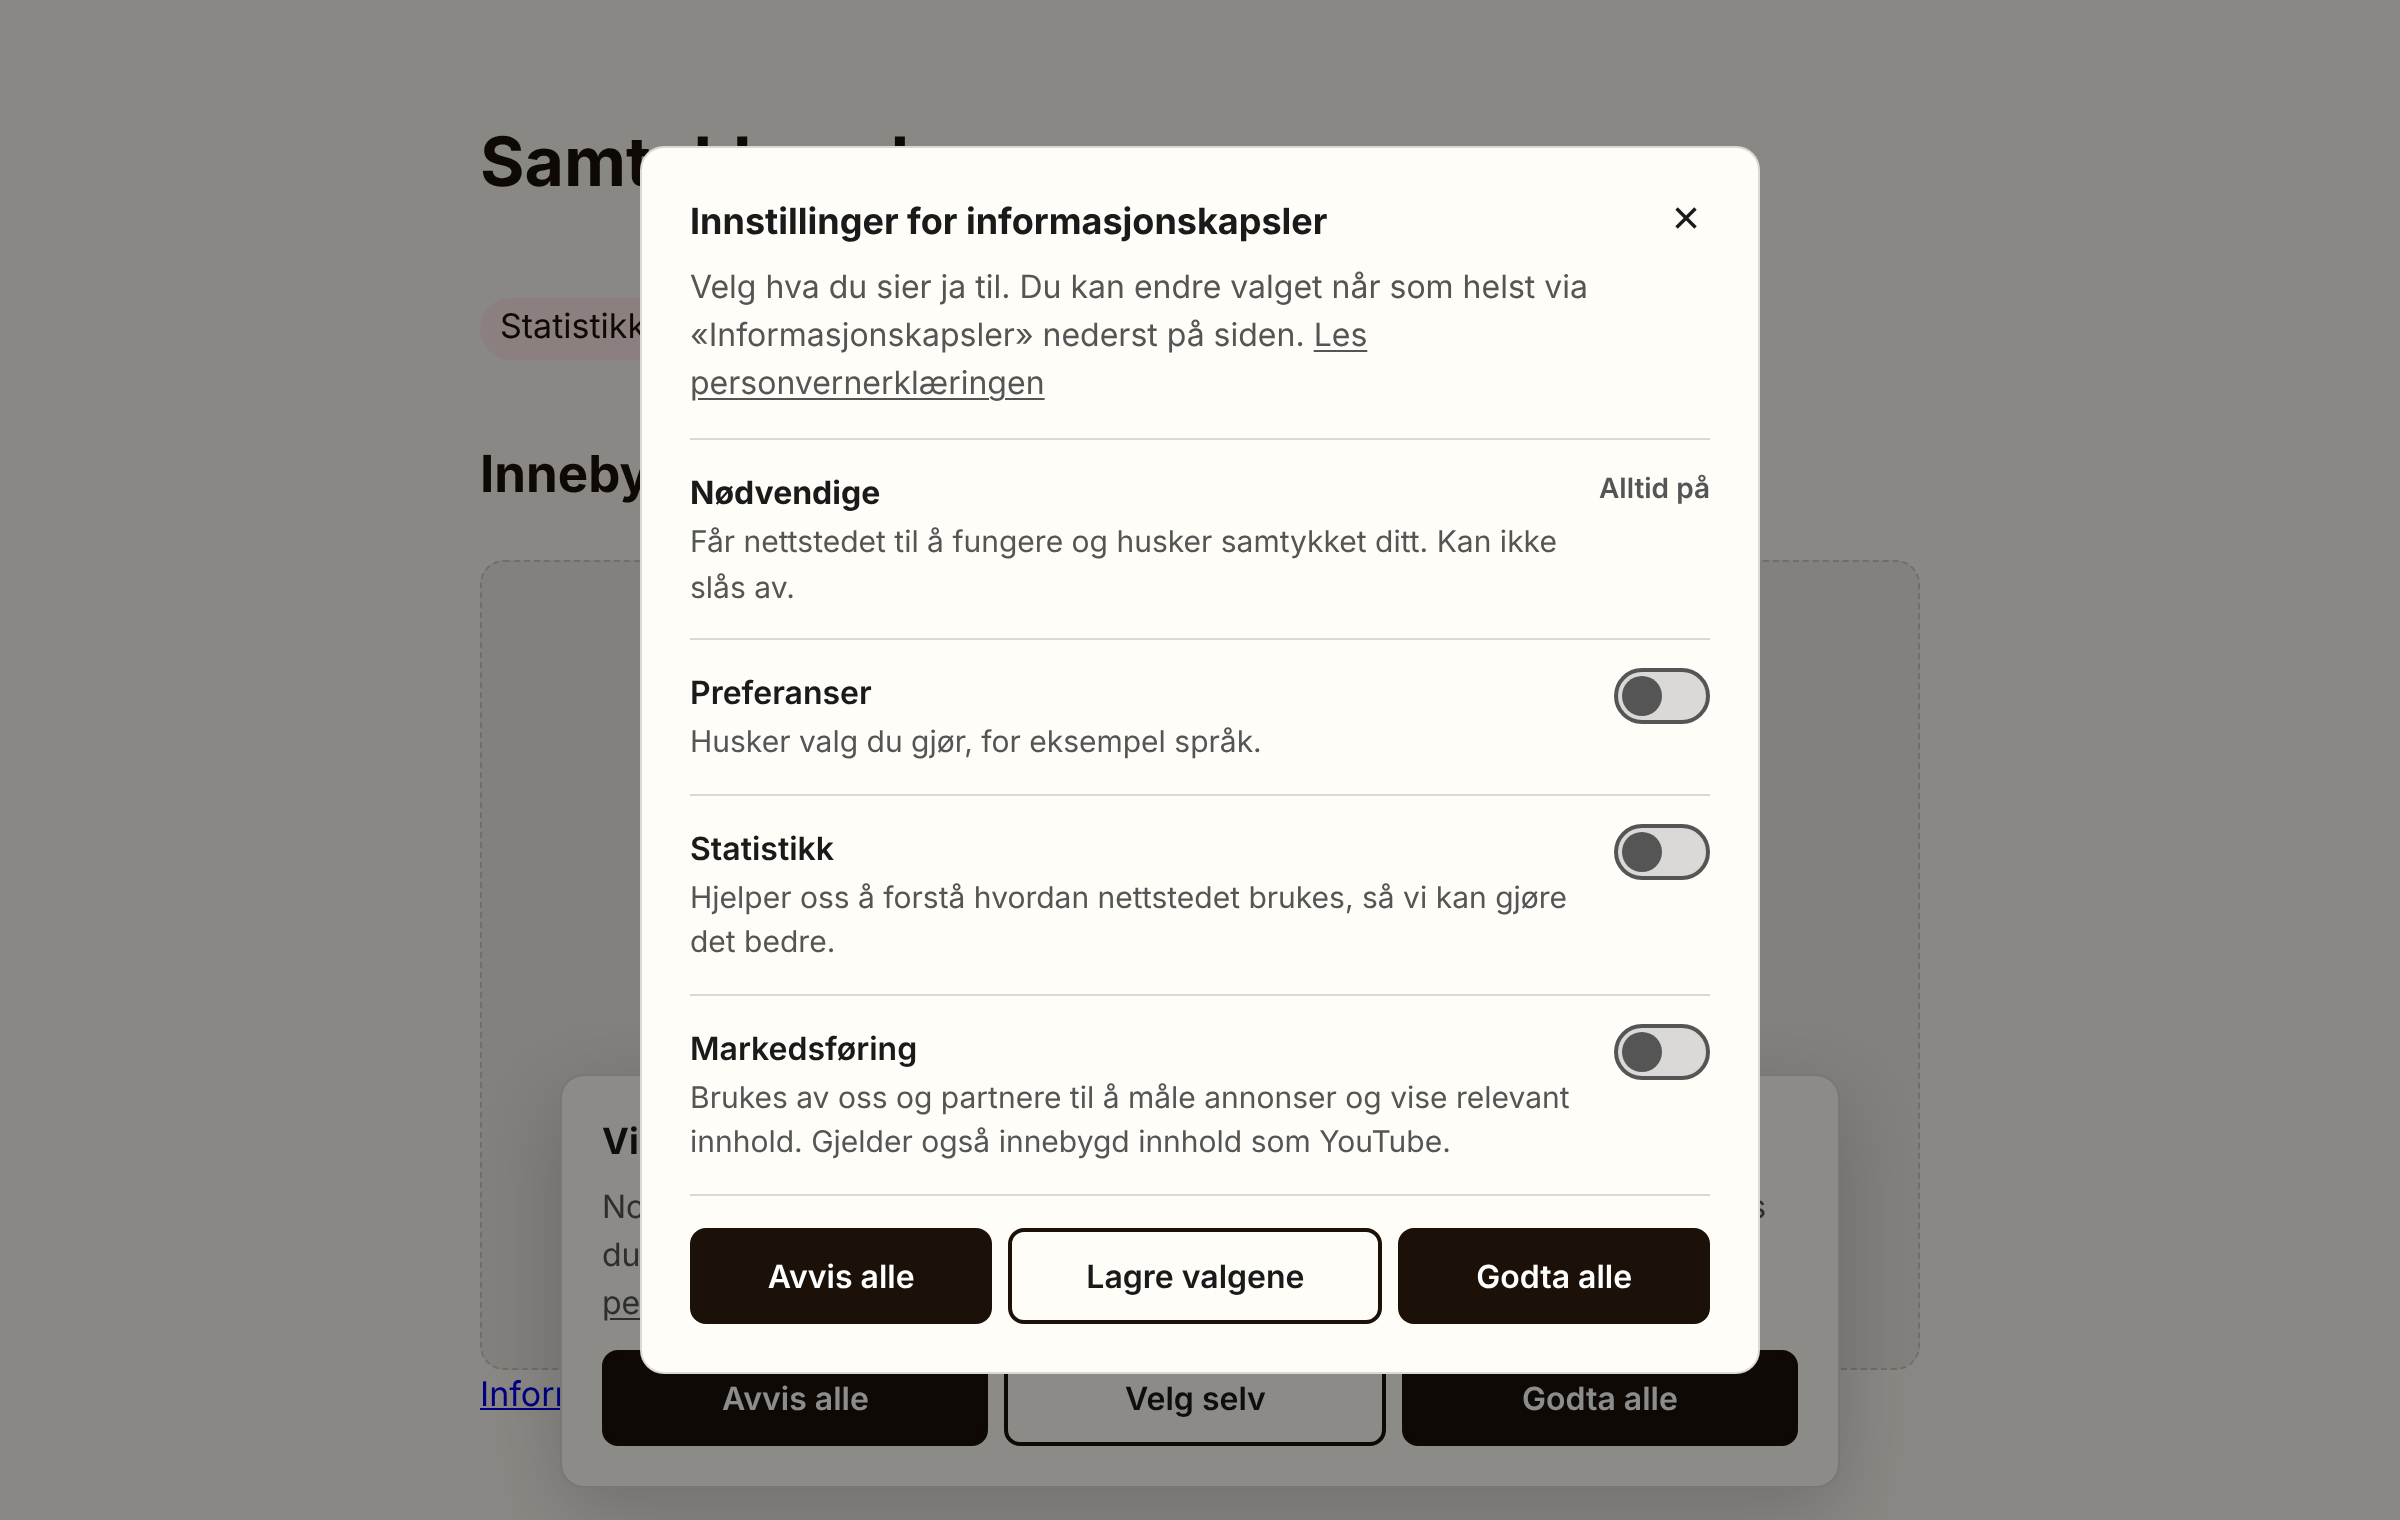 Innstillinger for informasjonskapsler
Velg hva du sier ja til. Du kan endre valget når som helst via
«Informasjonskapsler» nederst på siden. Les
personvernerklæringen
Nødvendige
Alltid på
Får nettstedet til å fungere og husker samtykket ditt. Kan ikke
slås av.
Preferanser
Husker valg du gjør, for eksempel språk.
Statistikk
Hjelper oss å forstå hvordan nettstedet brukes, så vi kan gjøre
det bedre.
Markedsføring
Brukes av oss og partnere til å måle annonser og vise relevant
innhold. Gjelder også innebygd innhold som YouTube.
Avvis alle
Lagre valgene
Godta alle
Statistikk
du
Avvis alle
Velg selv
Godta alle